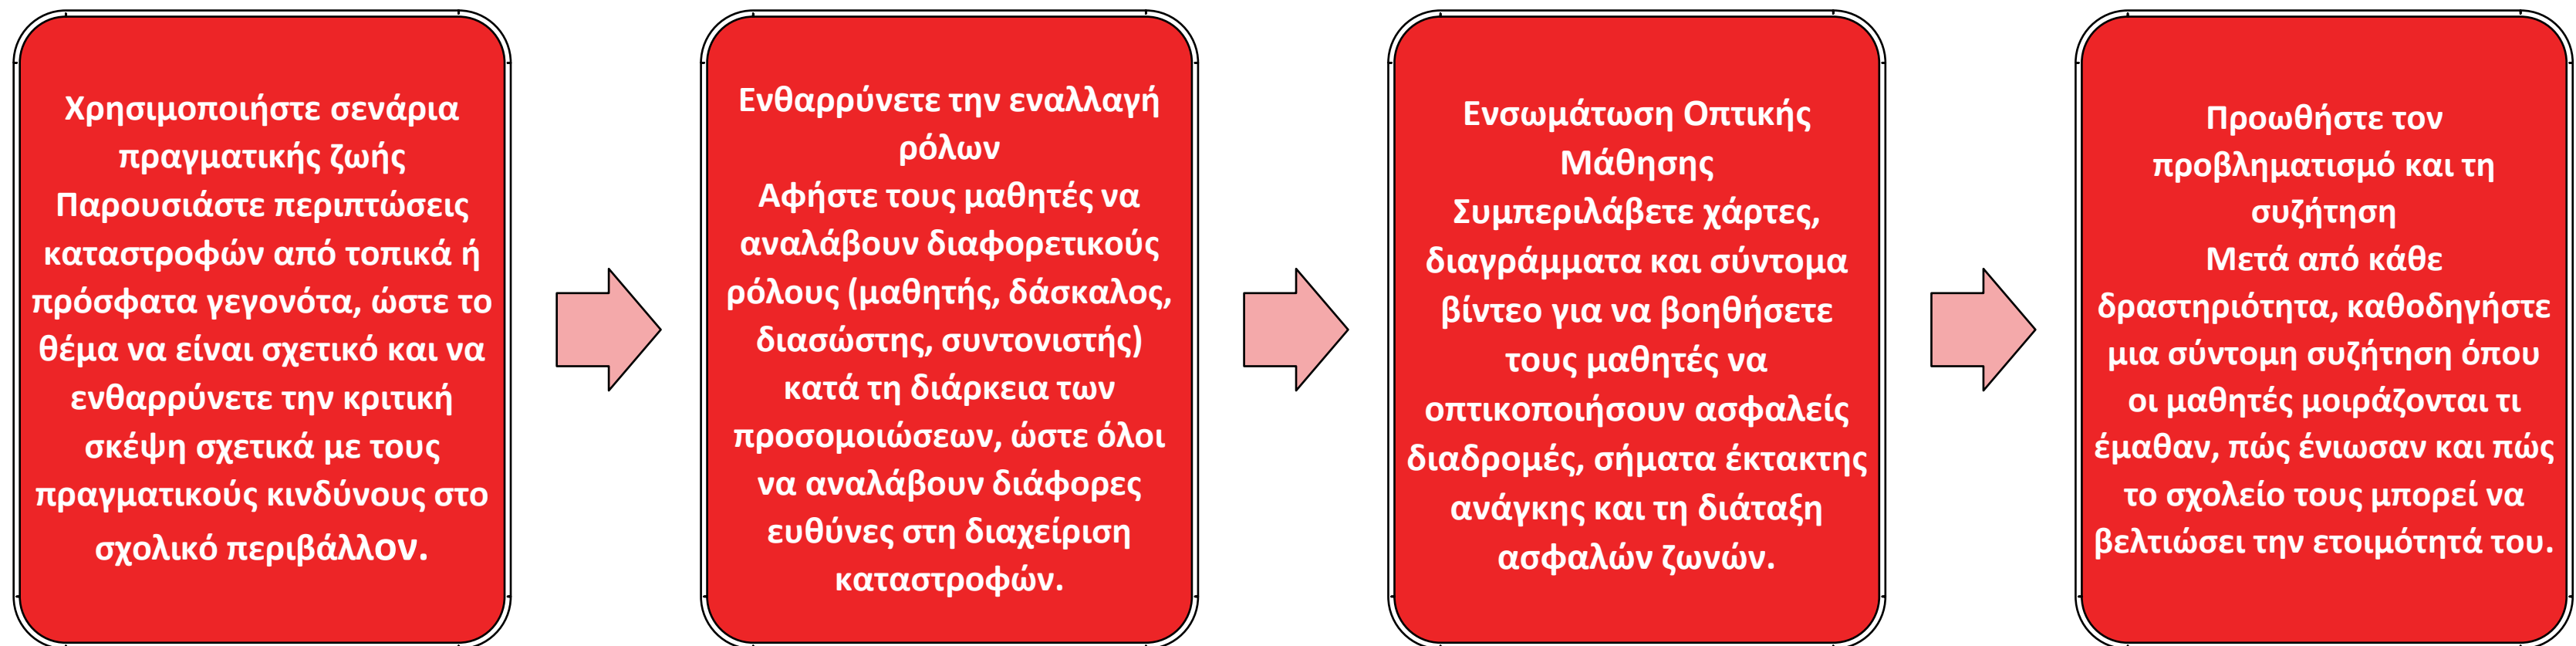 Χρησιμοποιήστε σενάρια
πραγματικής ζωής
Παρουσιάστε περιπτώσεις
καταστροφών από τοπικά ή
πρόσφατα γεγονότα, ώστε το
θέμα να είναι σχετικό και να
ενθαρρύνετε την κριτική
σκέψη σχετικά με τους
πραγματικούς κινδύνους στο
σχολικό περιβάλλον.
Ενθαρρύνετε την εναλλαγή
ρόλων
Αφήστε τους μαθητές να
αναλάβουν διαφορετικούς
ρόλους (μαθητής, δάσκαλος,
διασώστης, συντονιστής)
κατά τη διάρκεια των
προσομοιώσεων, ώστε όλοι
να αναλάβουν διάφορες
ευθύνες στη διαχείριση
καταστροφών.
Ενσωμάτωση Οπτικής
Μάθησης
Συμπεριλάβετε χάρτες,
διαγράμματα και σύντομα
βίντεο για να βοηθήσετε
τους μαθητές να
οπτικοποιήσουν ασφαλείς
διαδρομές, σήματα έκτακτης
ανάγκης και τη διάταξη
ασφαλών ζωνών.
Προωθήστε τον
προβληματισμό και τη
συζήτηση
Μετά από κάθε
δραστηριότητα, καθοδηγήστε
μια σύντομη συζήτηση όπου
οι μαθητές μοιράζονται τι
έμαθαν, πώς ένιωσαν και πώς
το σχολείο τους μπορεί να
βελτιώσει την ετοιμότητά του.